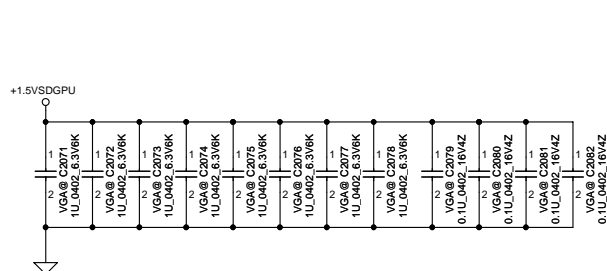 +1.5VSDGPU
1
2
VGA@ C2071
1U_0402_6.3V6K
1
2
VGA@ C2072
1U_0402_6.3V6K
1
2
VGA@ C2073
1U_0402_6.3V6K
1
2
VGA@ C2074
1U_0402_6.3V6K
1
2
VGA@ C2075
1U_0402_6.3V6K
1
2
VGA@ C2076
1U_0402_6.3V6K
1
2
VGA@ C2077
1U_0402_6.3V6K
1
2
VGA@ C2078
1U_0402_6.3V6K
1
2
VGA@ C2079
0.1U_0402_16V4Z
1
2
VGA@ C2080
0.1U_0402_16V4Z
1
2
VGA@ C2081
0.1U_0402_16V4Z
1
2
VGA@ C2082
0.1U_0402_16V4Z